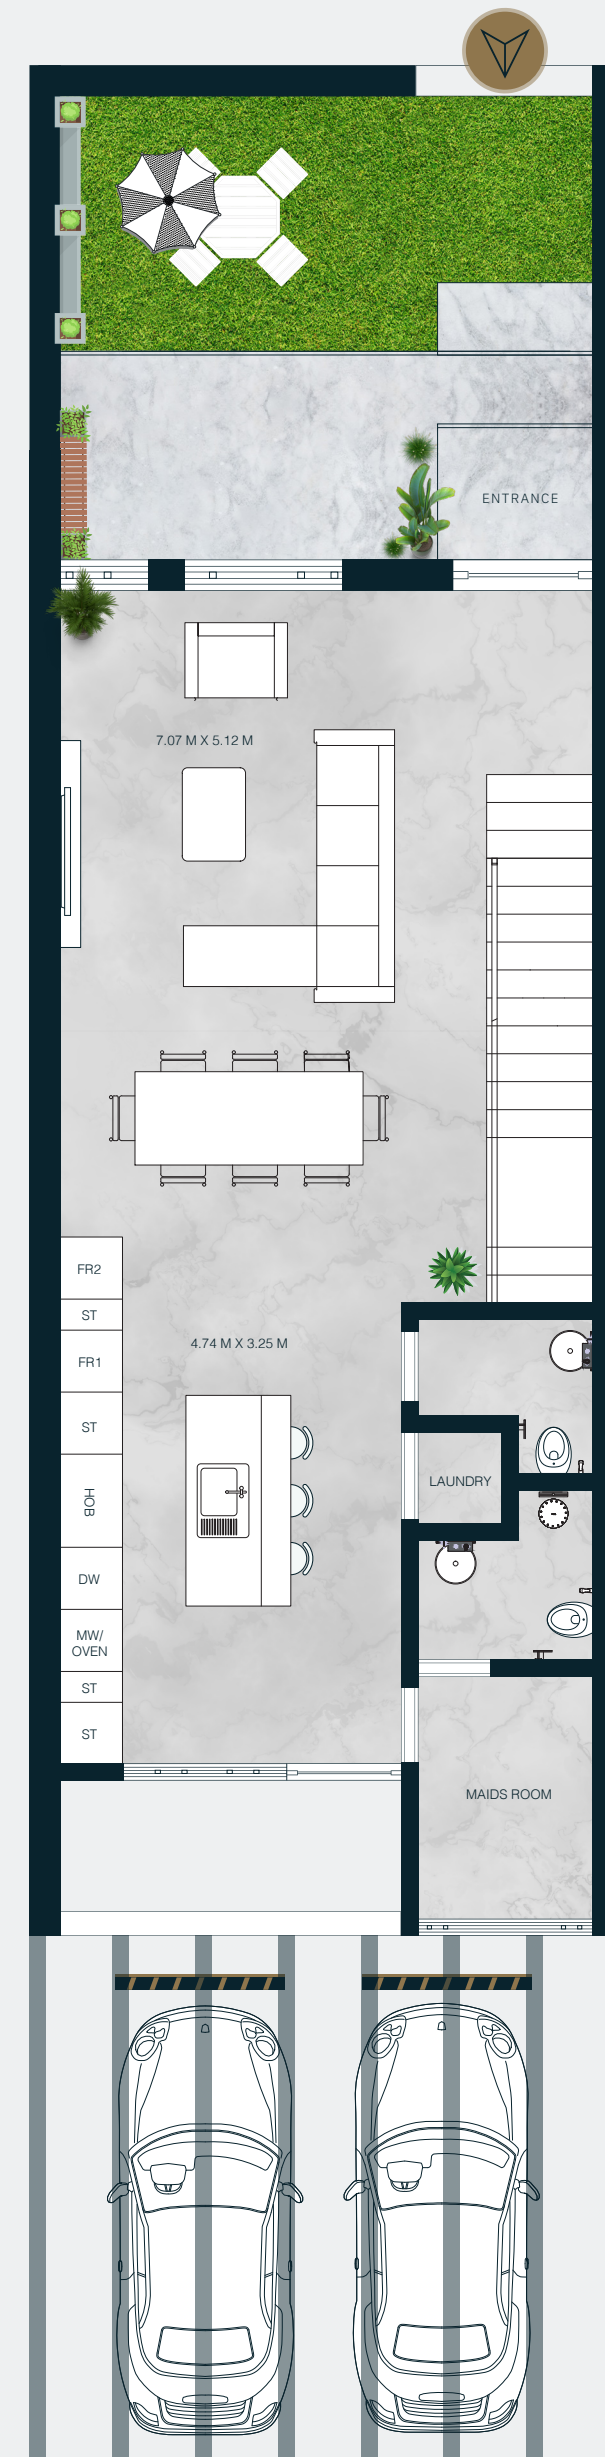 ENTRANCE
7.07 M X 5.12 M
FR2
ST
4.74 M X 3.25 M
FR1
ST
LAUNDRY
HOB
DW
MW/
OVEN
ST
ST
MAIDS ROOM